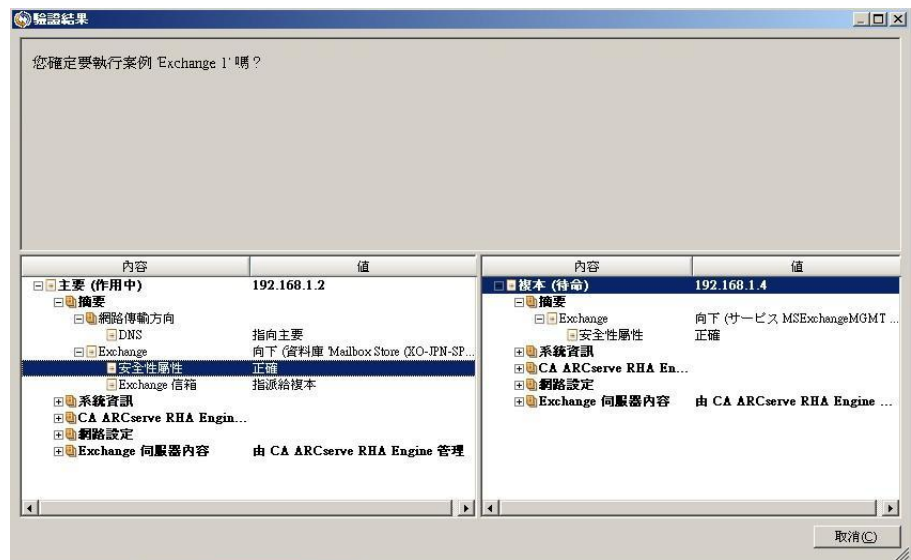 驗證結果
您確定要執行案例 'Exchange 1' 嗎？
內容 值
主要 (作用中) 192.168.1.2
摘要
網路傳輸方向
DNS 指向主要
Exchange 向下 (資料庫 'Mailbox Store (XO-JPN-SP...
安全性屬性 正確
Exchange 信箱 指派給複本
系統資訊
CA ARCserve RHA Engin...
網路設定
Exchange 伺服器內容 由 CA ARCserve RHA Engine 管理
內容 值
複本 (待命) 192.168.1.4
摘要
Exchange 向下 (サービス MSExchangeMGMT ...
安全性屬性 正確
系統資訊
CA ARCserve RHA En...
網路設定
Exchange 伺服器內容 由 CA ARCserve RHA Engine ...
取消(C)